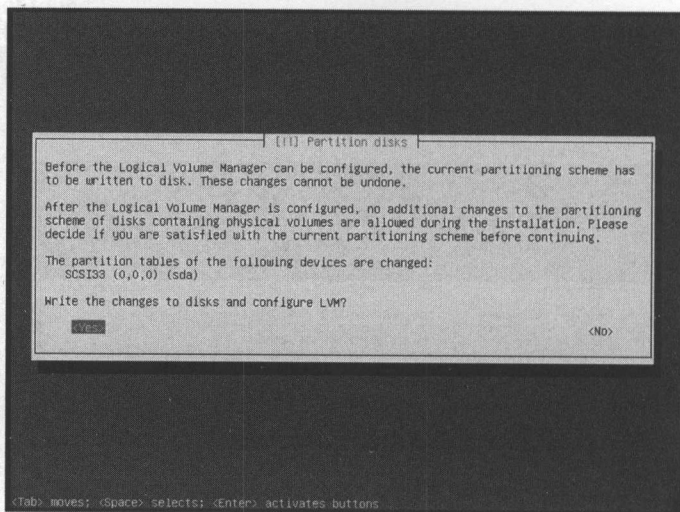 [!!] Partition disks
Before the Logical Volume Manager can be configured, the current partitioning scheme has
to be written to disk. These changes cannot be undone.
After the Logical Volume Manager is configured, no additional changes to the partitioning
scheme of disks containing physical volumes are allowed during the installation. Please
decide if you are satisfied with the current partitioning scheme before continuing.
The partition tables of the following devices are changed:
SCSI33 (0,0,0) (sda)
Write the changes to disks and configure LVM?
<Yes> <No>
<Tab> moves; <Space> selects; <Enter> activates buttons